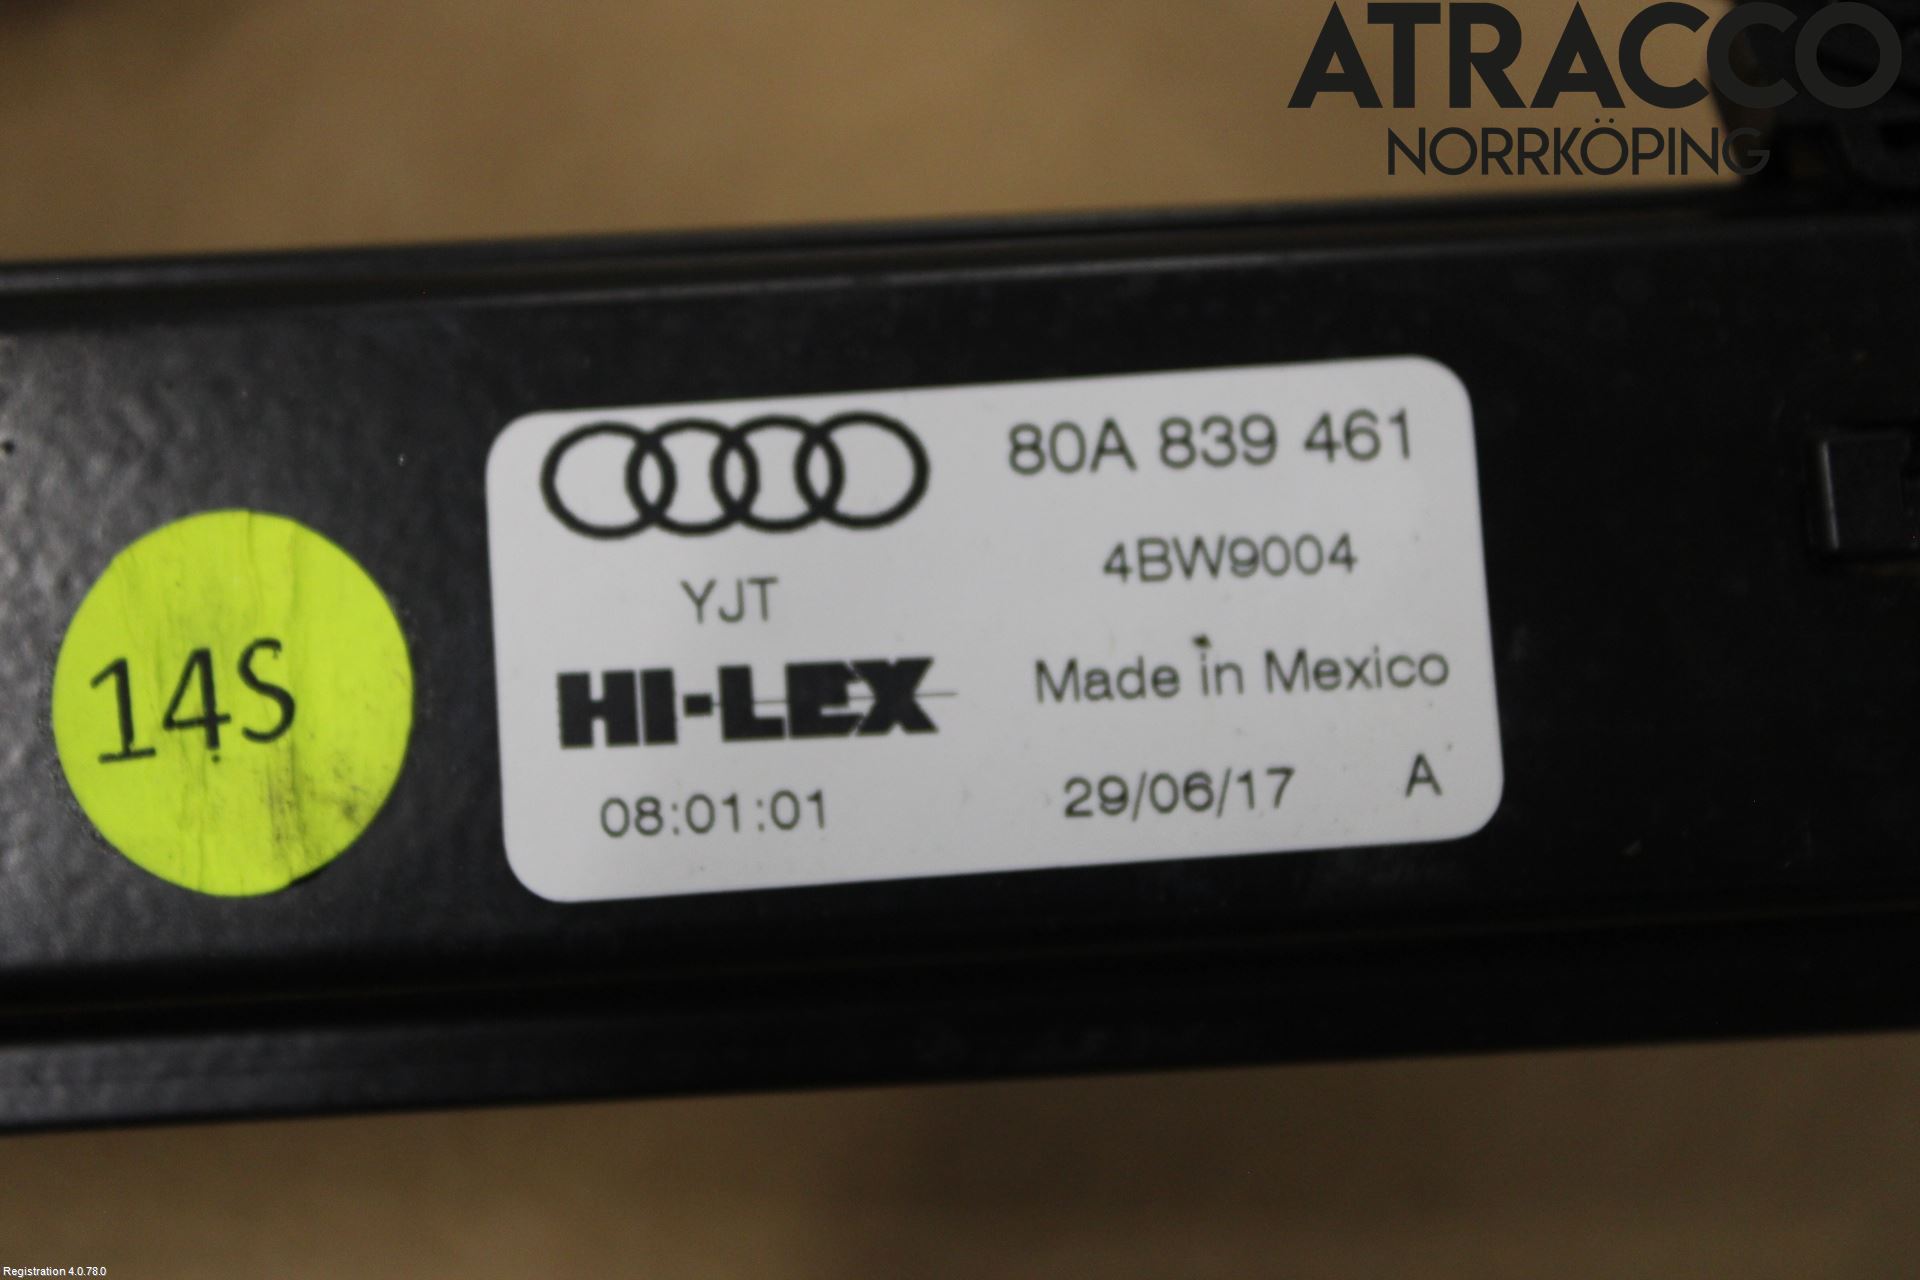 ATRACCO
NORRKÖPING
80A 839 461
4BW9004
YJT
Made in Mexico
HI-LEX
08:01:01
29/06/17 A
14S
Registration 4.0.78.0